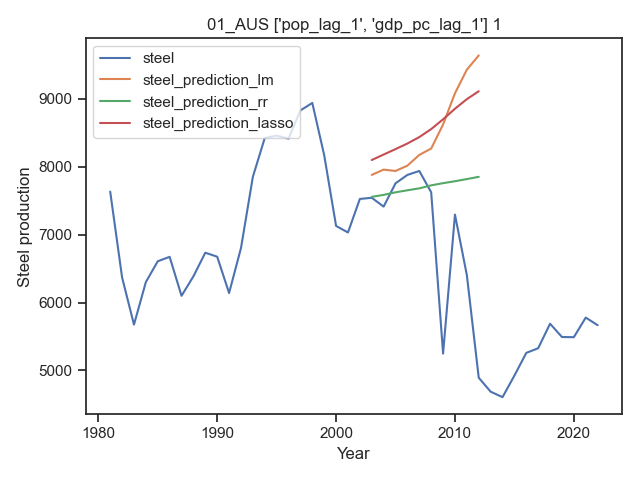 01_AUS ['pop_lag_1', 'gdp_pc_lag_1'] 1
steel
steel_prediction_lm
steel_prediction_rr
steel_prediction_lasso
Steel production
9000
8000
7000
6000
5000
1980
1990
2000
2010
2020
Year